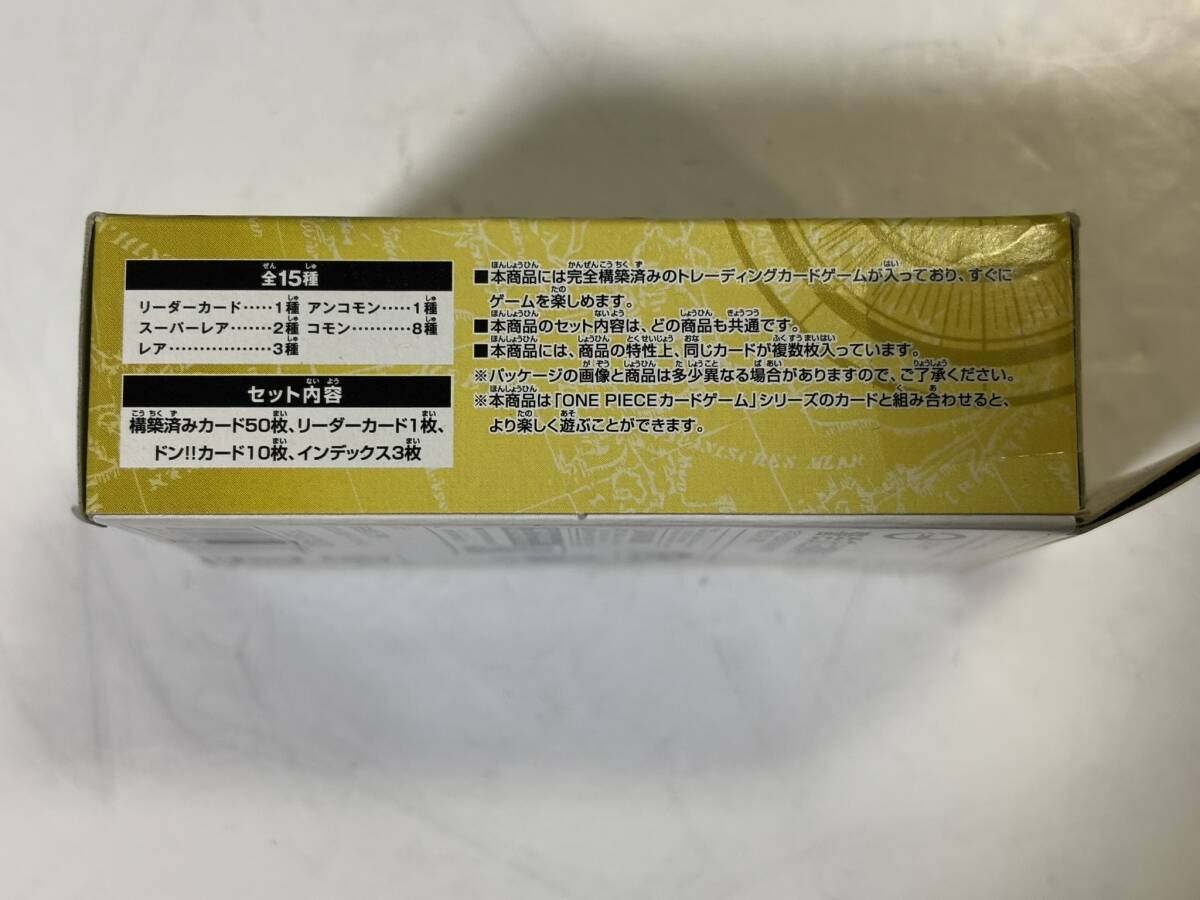 全15種
リーダーカード·····1種 アンコモン·····1種
スーパーレア·······2種 コモン··········8種
レア·················3種
セット内容
構築済みカード50枚、リーダーカード1枚、
ドン!!カード10枚、インデックス3枚
■本商品には完全構築済みのトレーディングカードゲームが入っており、すぐに
ゲームを楽しめます。
■本商品のセット内容は、どの商品も共通です。
■本商品には、商品の特性上、同じカードが複数枚入っています。
※パッケージの画像と商品は多少異なる場合がありますので、ご了承ください。
※本商品は「ONE PIECEカードゲーム」シリーズのカードと組み合わせると、
より楽しく遊ぶことができます。